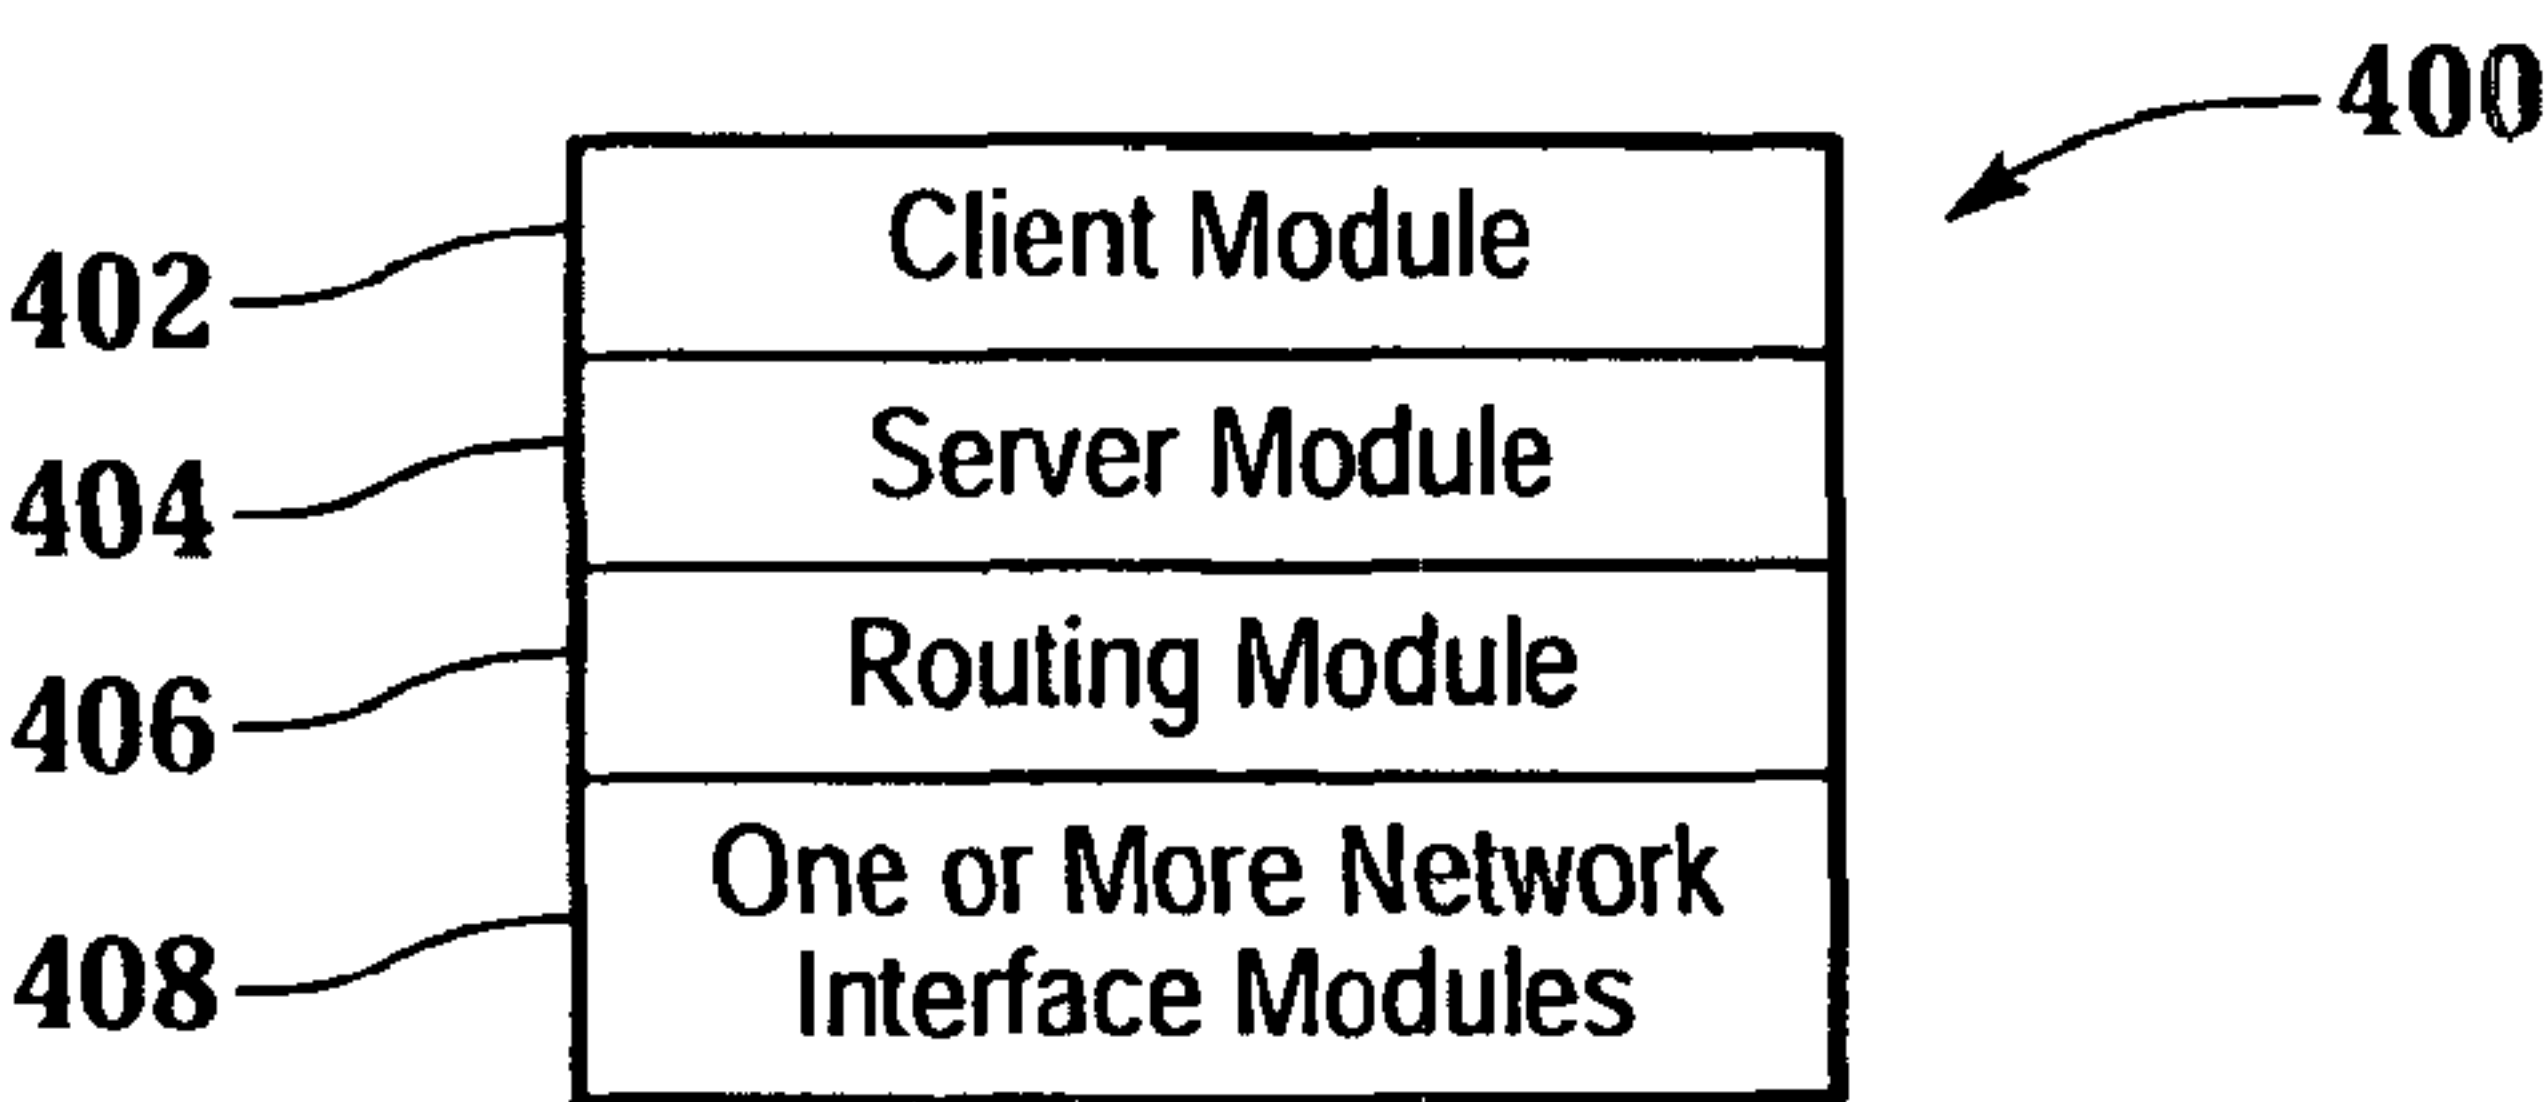 400
Client Module
402
Server Module
404
Routing Module
406
One or More Network
Interface Modules
408